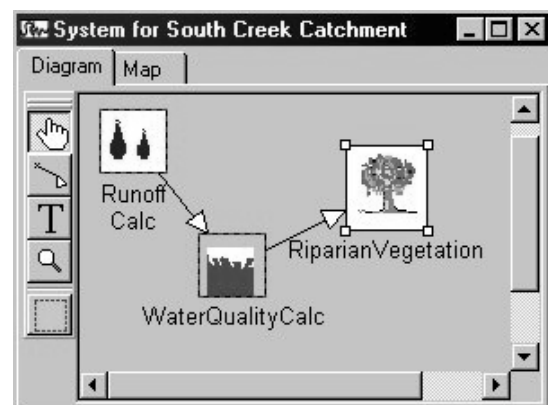 System for South Creek Catchment
Diagram Map
T
Runoff
Calc
RiparianVegetation
WaterQualityCalc